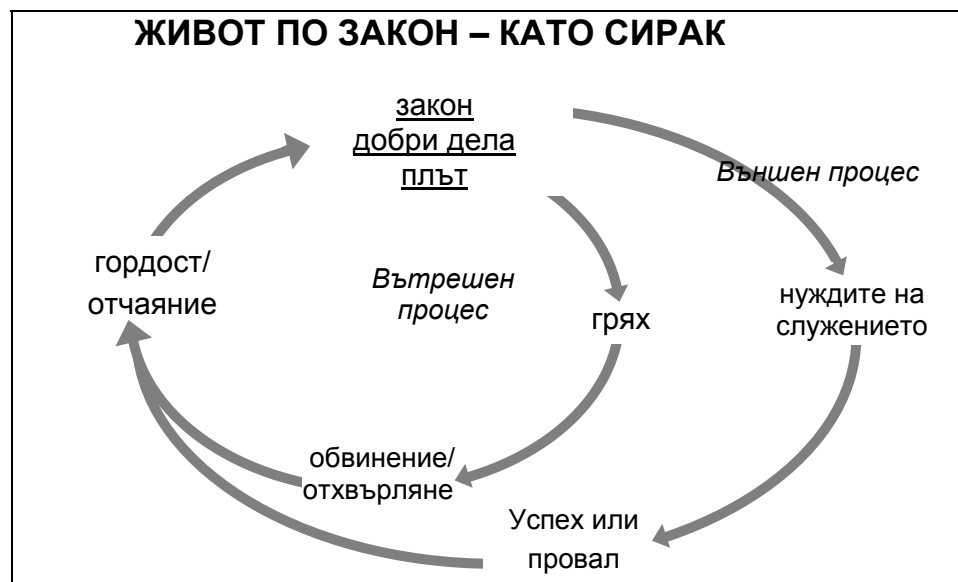 ЖИВОТ ПО ЗАКОН – КАТО СИРАК
закон
добри дела
плът
Външен процес
гордост/
отчаяние
Вътрешен
процес
грях
нуждите на
служението
обвинение/
отхвърляне
Успех или
провал